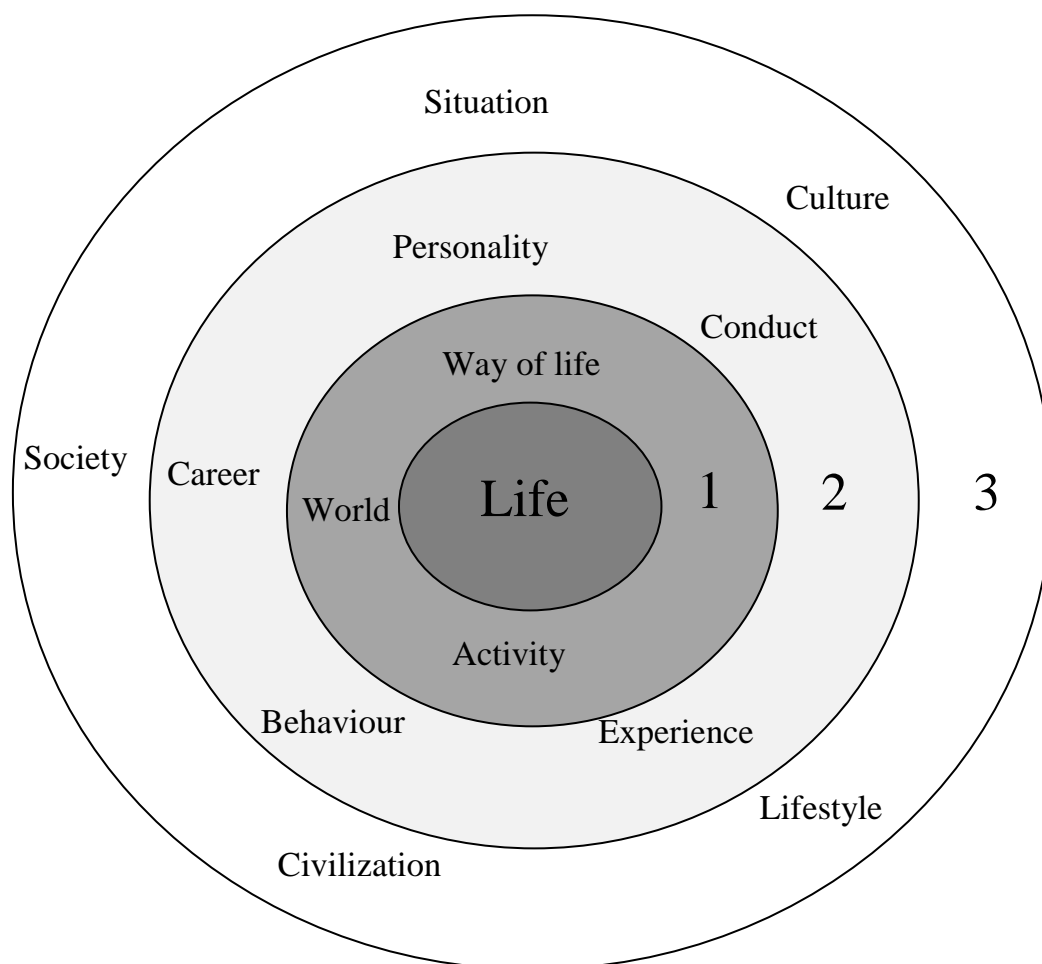 Situation
Culture
Personality
Conduct
Way of life
Society
Career
World
Life
1
2
3
Activity
Behaviour
Experience
Lifestyle
Civilization